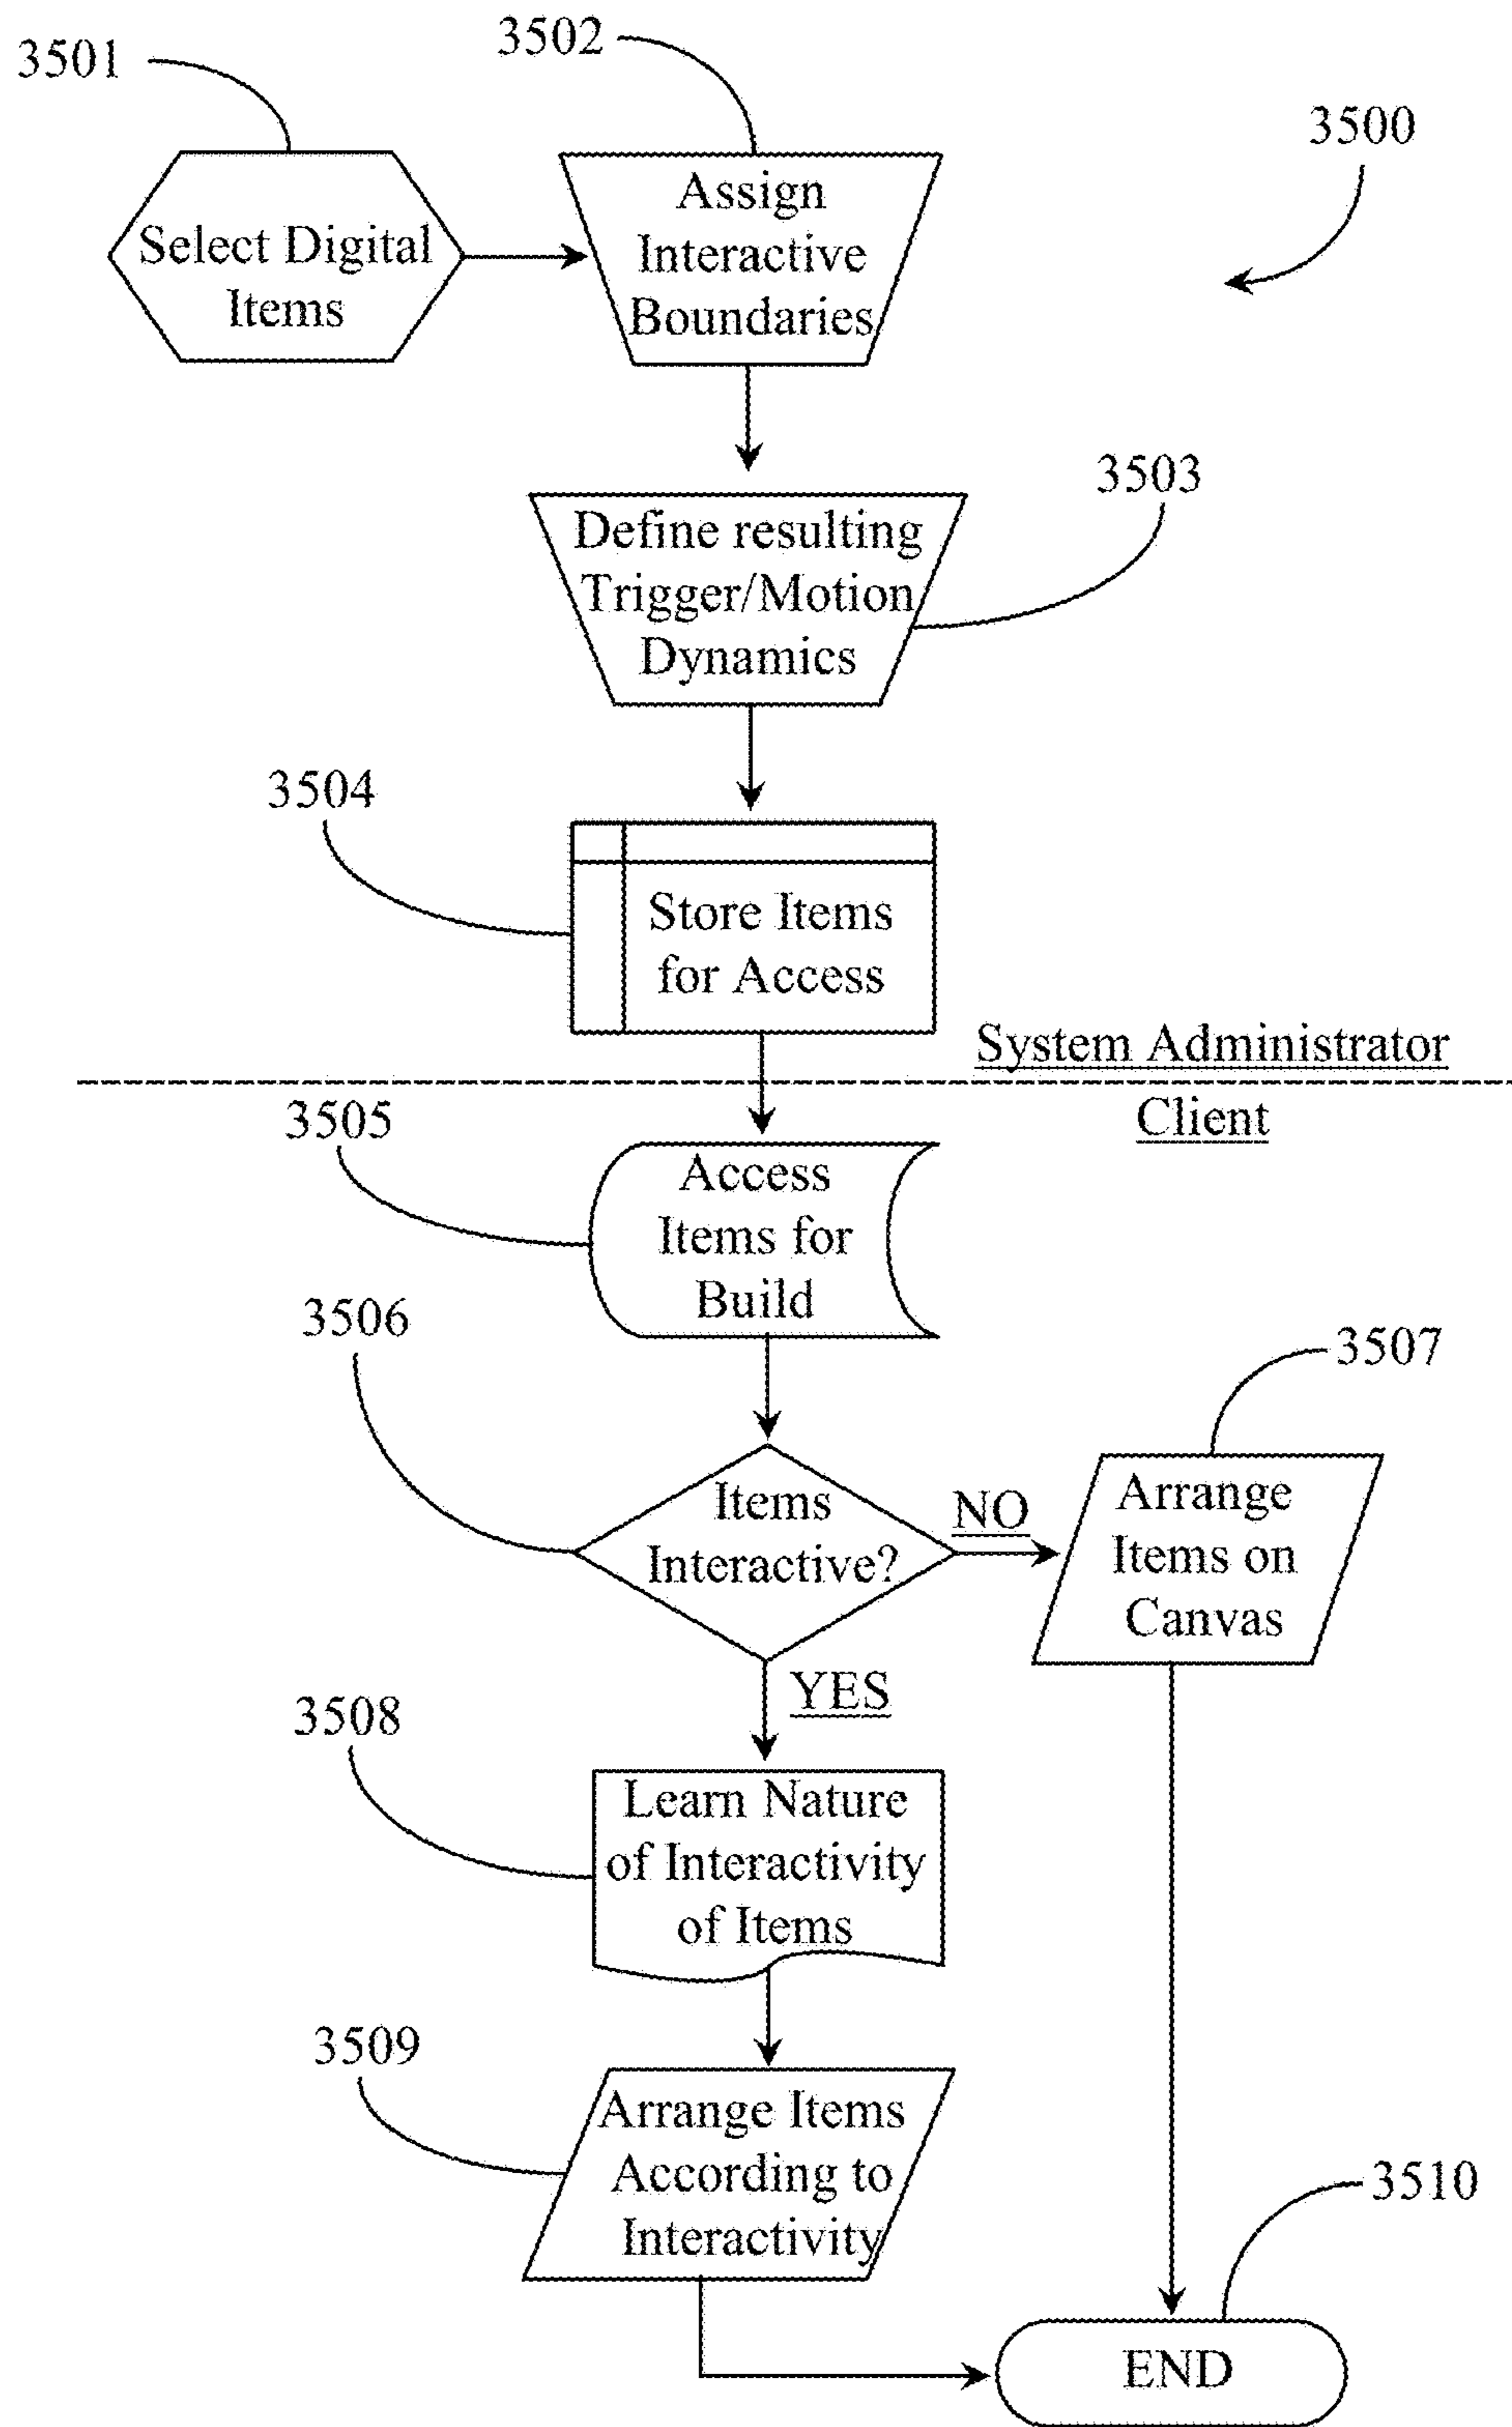 3501
3502
3500
Select Digital
Items
Assign
Interactive
Boundaries
3503
Define resulting
Trigger/Motion
Dynamics
3504
Store Items
for Access
System Administrator
Client
3505
Access
Items for
Build
3506
3507
Items
Interactive?
NO
Arrange
Items on
Canvas
YES
3508
Learn Nature
of Interactivity
of Items
3509
Arrange Items
According to
Interactivity
3510
END